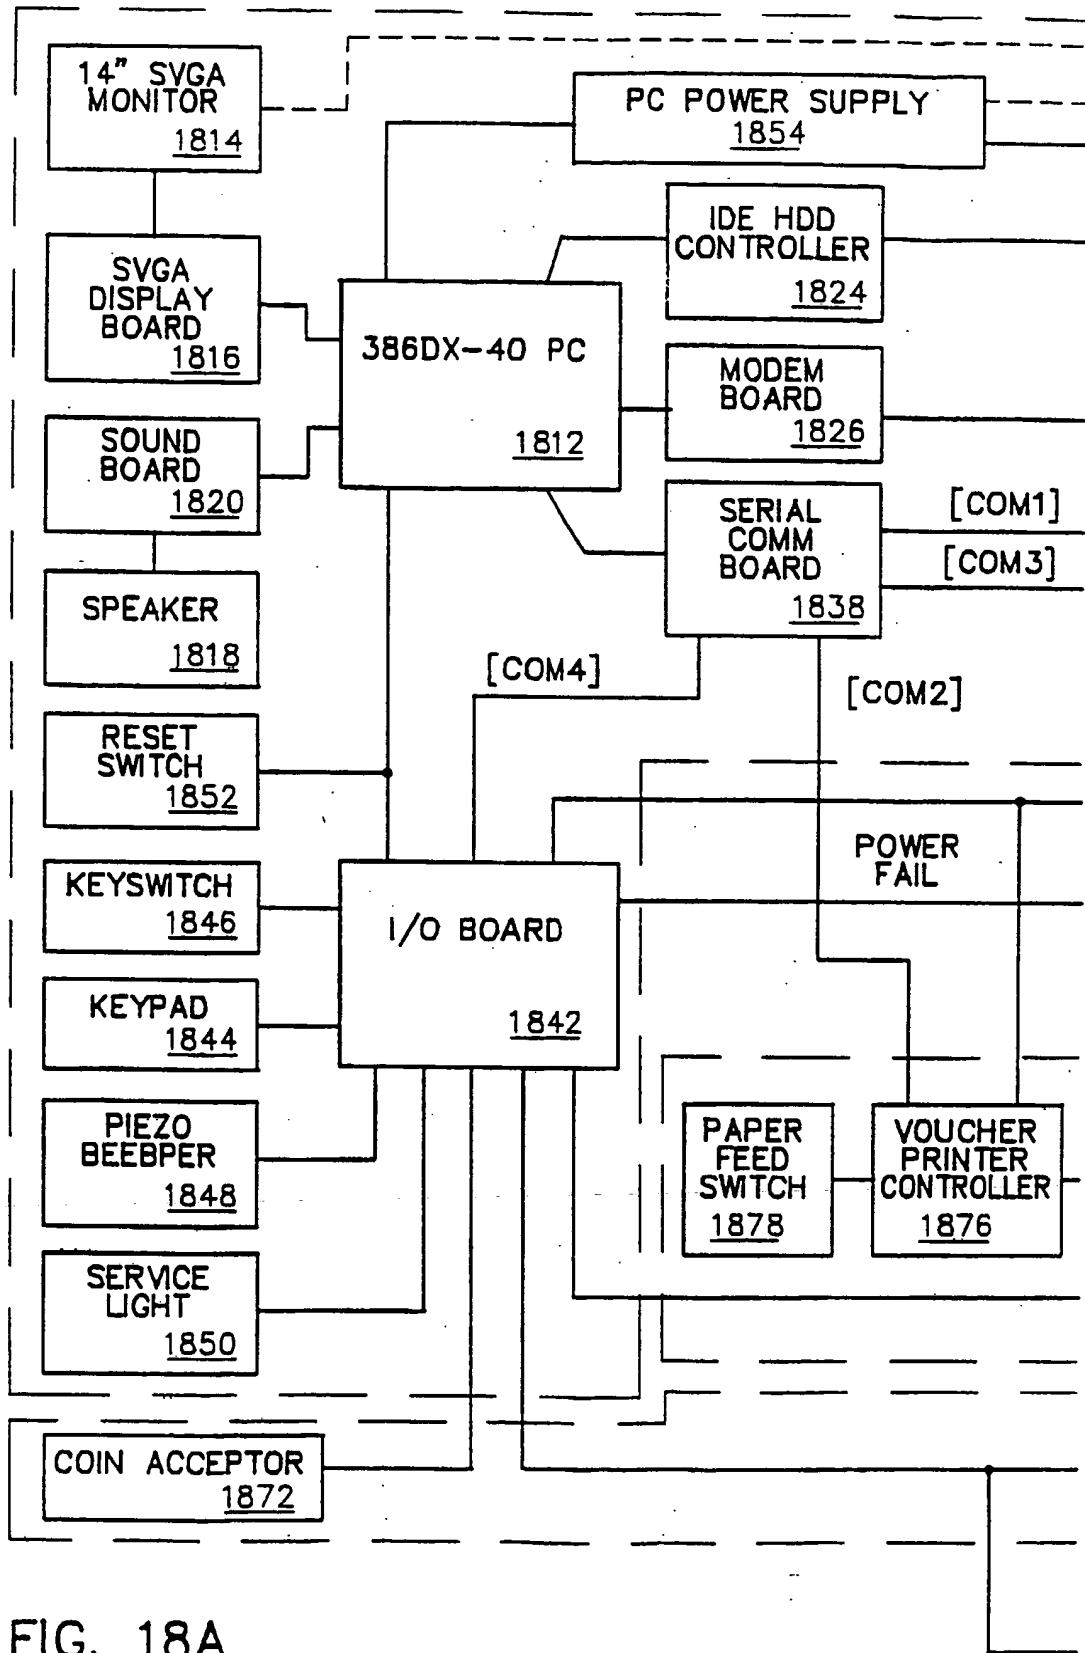 14" SVGA
MONITOR
1814
PC POWER SUPPLY
1854
IDE HDD
CONTROLLER
1824
SVGA
DISPLAY
BOARD
1816
386DX-40 PC
1812
MODEM
BOARD
1826
SOUND
BOARD
1820
SERIAL
COMM
BOARD
1838
[COM1]
[COM3]
SPEAKER
1818
[COM4]
[COM2]
RESET
SWITCH
1852
POWER
FAIL
KEYSWITCH
1846
I/O BOARD
1842
KEYPAD
1844
PIEZO
BEEBPER
1848
PAPER
FEED
SWITCH
1878
VOUCHER
PRINTER
CONTROLLER
1876
SERVICE
LIGHT
1850
COIN ACCEPTOR
1872
FIG. 18A